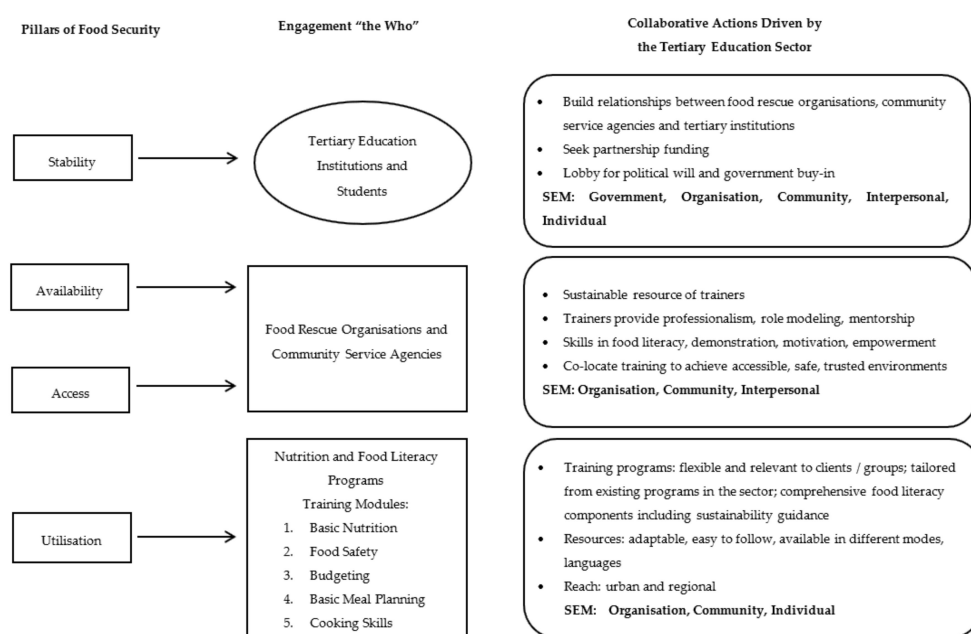 Pillars of Food Security
Engagement “the Who”
Collaborative Actions Driven by
the Tertiary Education Sector
Stability
Tertiary Education
Institutions and
Students
• Build relationships between food rescue organisations, community
service agencies and tertiary institutions
• Seek partnership funding
• Lobby for political will and government buy-in
SEM: Government, Organisation, Community, Interpersonal,
Individual
Availability
Access
Food Rescue Organisations and
Community Service Agencies
• Sustainable resource of trainers
• Trainers provide professionalism, role modeling, mentorship
• Skills in food literacy, demonstration, motivation, empowerment
• Co-locate training to achieve accessible, safe, trusted environments
SEM: Organisation, Community, Interpersonal
Utilisation
Nutrition and Food Literacy
Programs
Training Modules:
1. Basic Nutrition
2. Food Safety
3. Budgeting
4. Basic Meal Planning
5. Cooking Skills
• Training programs: flexible and relevant to clients / groups; tailored
from existing programs in the sector; comprehensive food literacy
components including sustainability guidance
• Resources: adaptable, easy to follow, available in different modes,
languages
• Reach: urban and regional
SEM: Organisation, Community, Individual